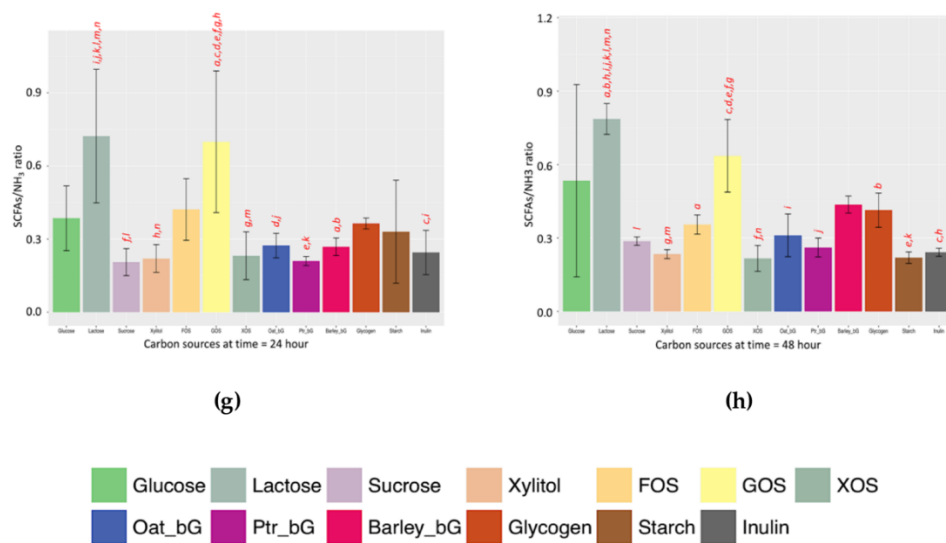 1.2
i,j,k,l,m,n
a,c,d,e,f,g,h
0.9
0.6
0.3
0.0
SCFAs/NH₃ ratio
f,l
h,n
g,m
d,j
e,k
a,b
c,i
Glucose Lactose Sucrose Xylitol FOS GOS XOS Oat_bG Ptr_bG Barley_bG Glycogen Starch Inulin
Carbon sources at time = 24 hour
a,b,h,i,j,k,l,m,n
c,d,e,f,g
0.9
0.6
0.3
0.0
SCFAs/NH3 ratio
l
g,m
a
f,n
i
j
b
e,k
c,h
Glucose Lactose Sucrose Xylitol FOS GOS XOS Oat_bG Ptr_bG Barley_bG Glycogen Starch Inulin
Carbon sources at time = 48 hour
(g) (h)
Glucose Lactose Sucrose Xylitol FOS GOS XOS
Oat_bG Ptr_bG Barley_bG Glycogen Starch Inulin